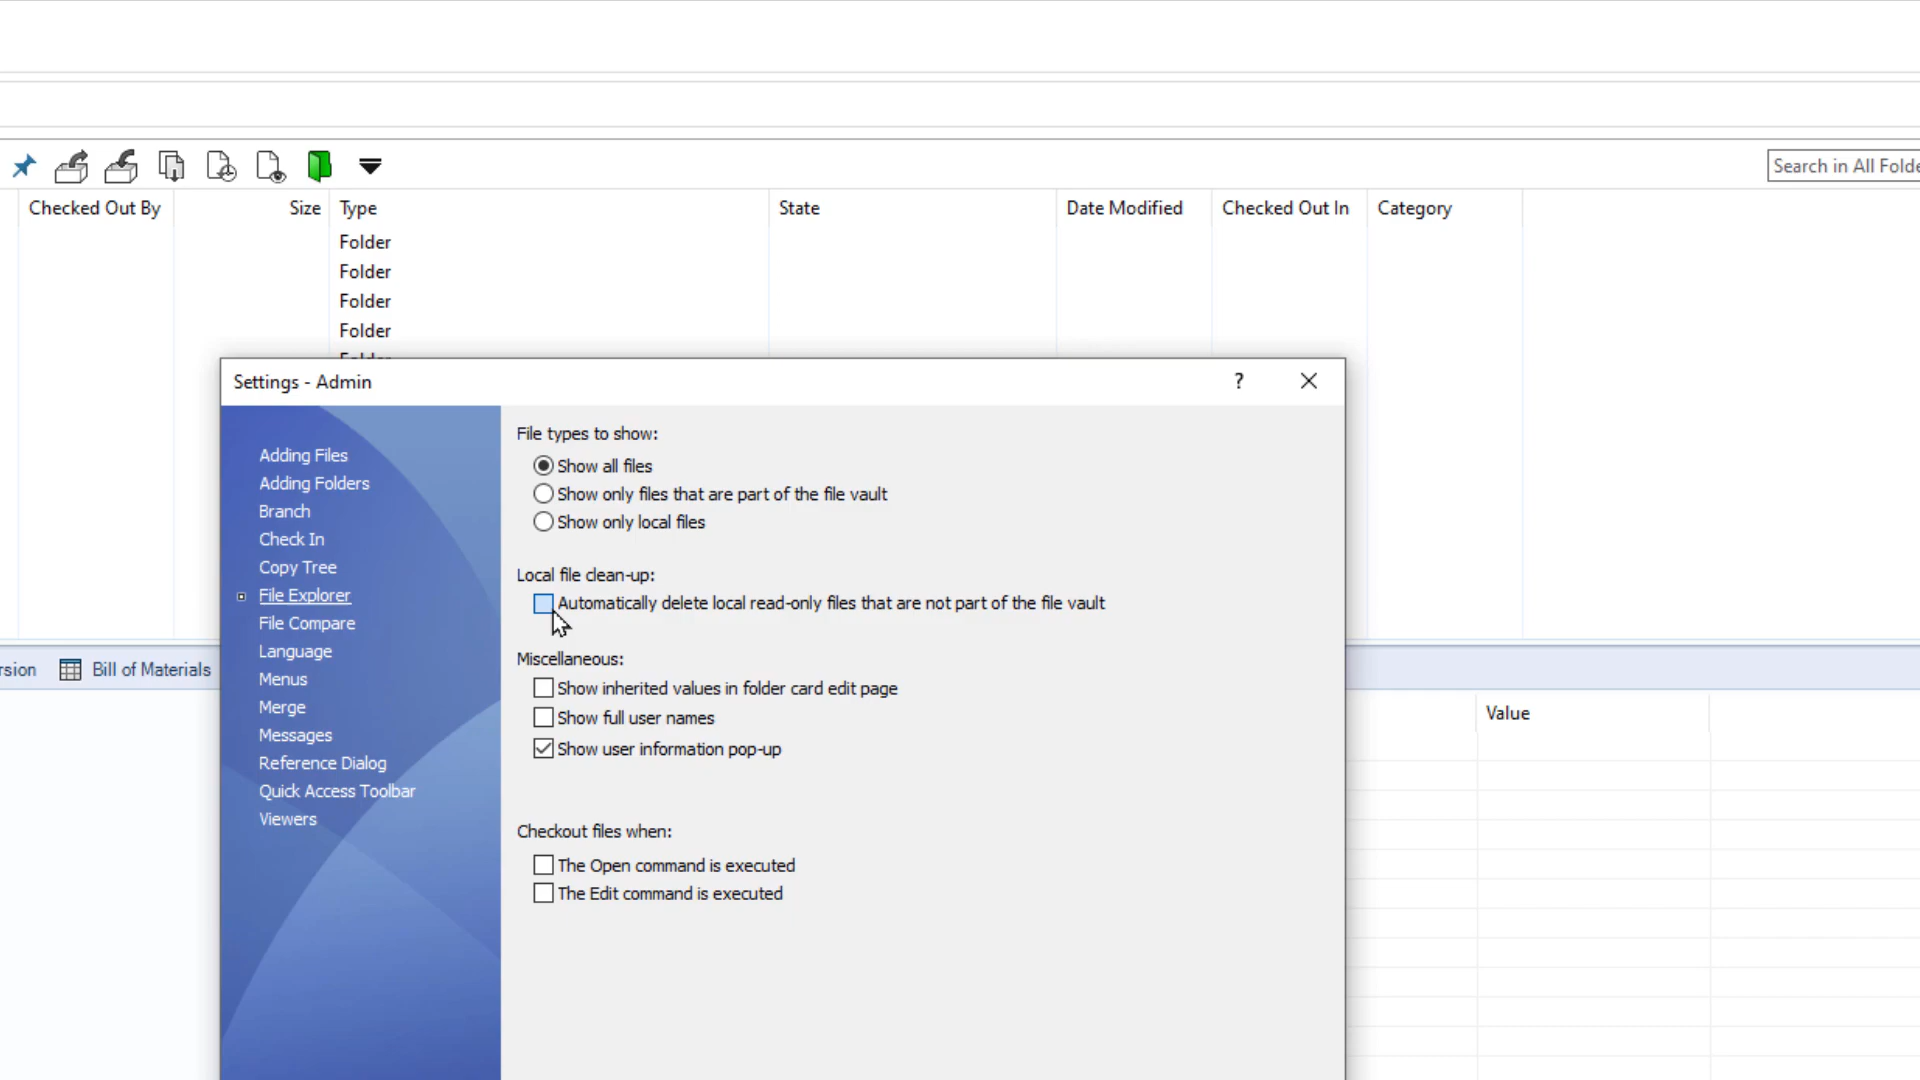 Search in All Folde
Checked Out By Size Type State Date Modified Checked Out In Category
Folder
Folder
Folder
Folder
Settings - Admin ?
Adding Files
Adding Folders
Branch
Check In
Copy Tree
File Explorer
File Compare
Language
Menus
Merge
Messages
Reference Dialog
Quick Access Toolbar
Viewers
File types to show:
Show all files
Show only files that are part of the file vault
Show only local files
Local file clean-up:
Automatically delete local read-only files that are not part of the file vault
Miscellaneous:
Show inherited values in folder card edit page
Show full user names
Show user information pop-up
Checkout files when:
The Open command is executed
The Edit command is executed
rsion Bill of Materials
Value